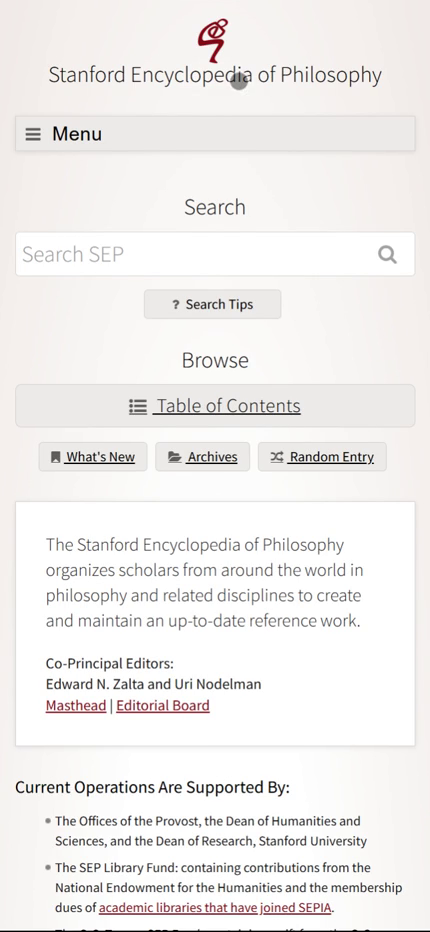 Stanford Encyclopedia of Philosophy
Menu
Search
Search SEP
? Search Tips
Browse
Table of Contents
What's New Archives Random Entry
The Stanford Encyclopedia of Philosophy
organizes scholars from around the world in
philosophy and related disciplines to create
and maintain an up-to-date reference work.
Co-Principal Editors:
Edward N. Zalta and Uri Nodelman
Masthead | Editorial Board
Current Operations Are Supported By:
The Offices of the Provost, the Dean of Humanities and
Sciences, and the Dean of Research, Stanford University
The SEP Library Fund: containing contributions from the
National Endowment for the Humanities and the membership
dues of academic libraries that have joined SEPIA.